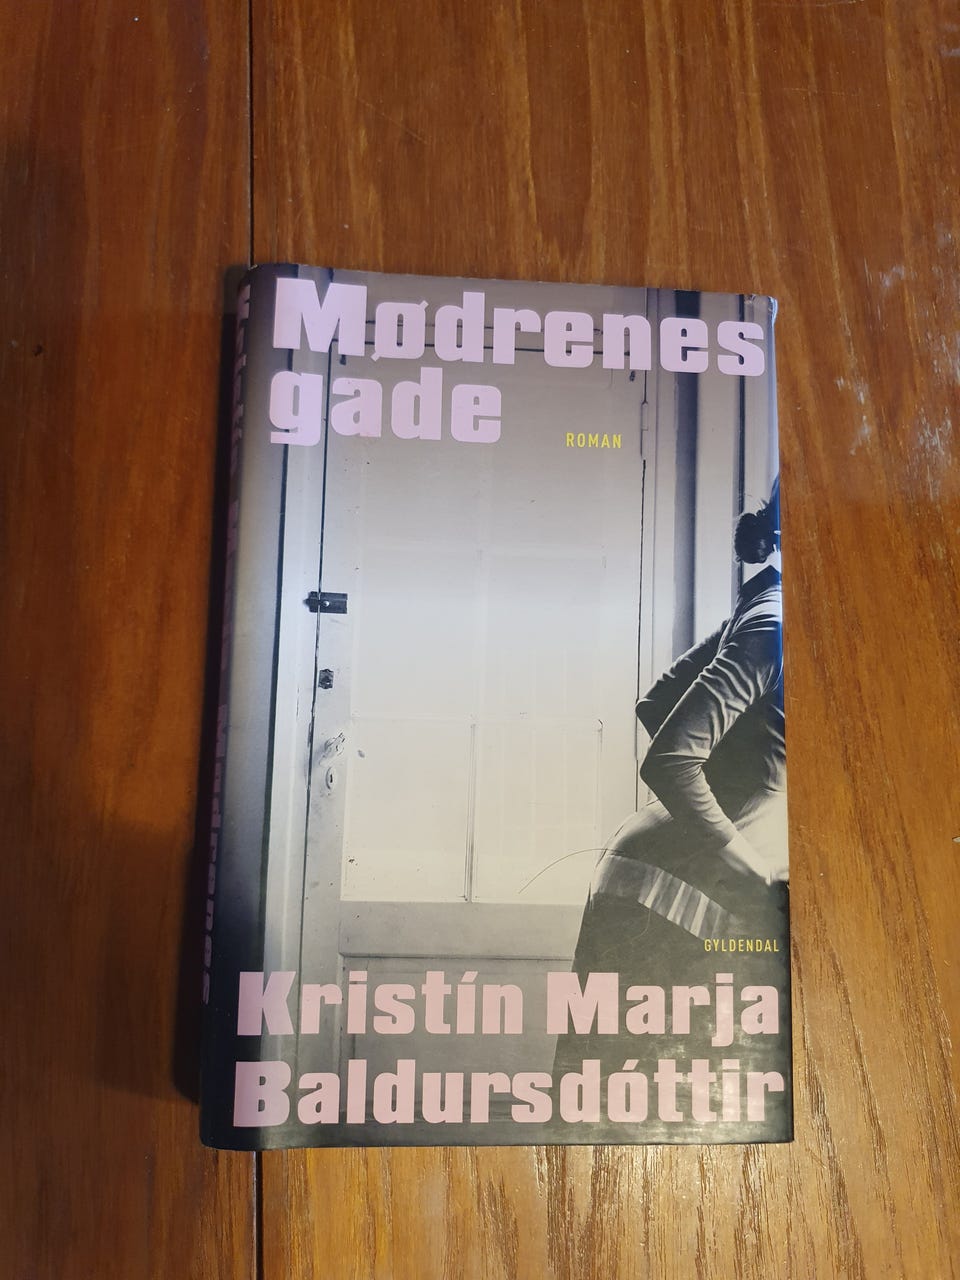 Mødrenes
gade
ROMAN
GYLDENDAL
Kristín Marja
Baldursdóttir